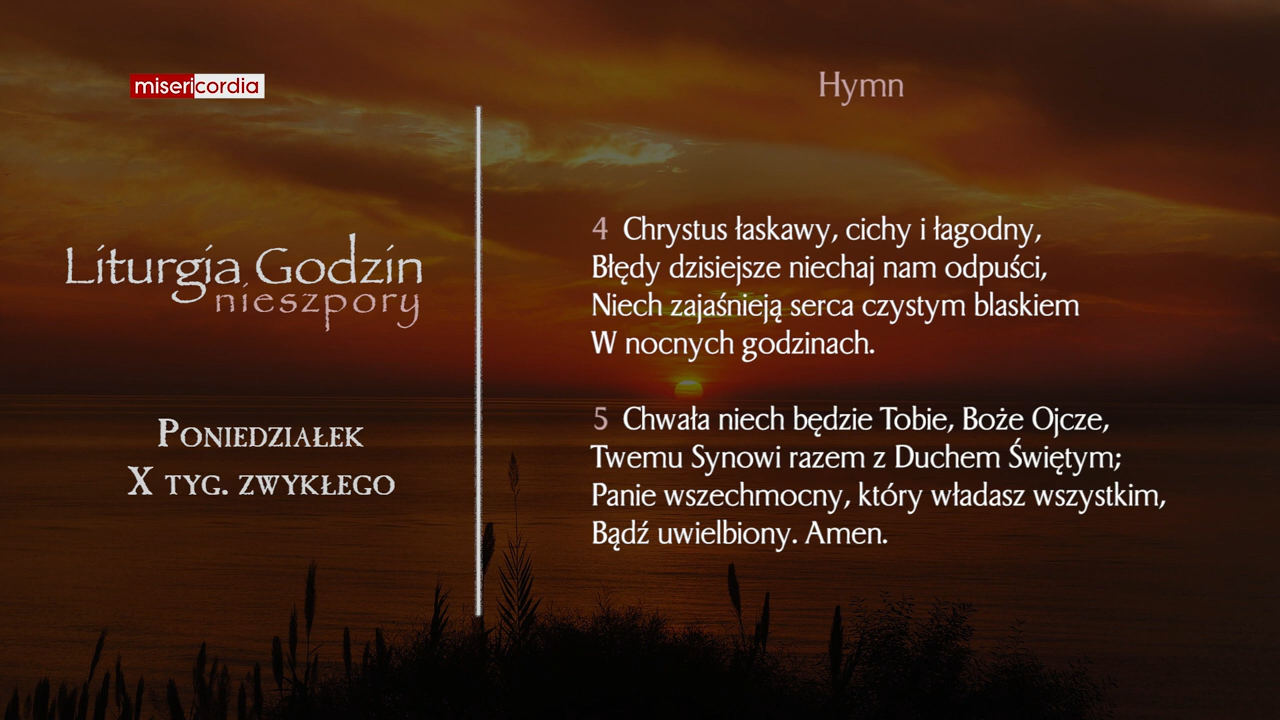 misericordia
Liturgia Godzin
nieszpory
Poniedziałek
X tyg. zwykłego
Hymn
4 Chrystus łaskawy, cichy i łagodny,
Błędy dzisiejsze niechaj nam odpuści,
Niech zajaśnieją serca czystym blaskiem
W nocnych godzinach.
5 Chwała niech będzie Tobie, Boże Ojcze,
Twemu Synowi razem z Duchem Świętym;
Panie wszechmocny, który władasz wszystkim,
Bądź uwielbiony. Amen.